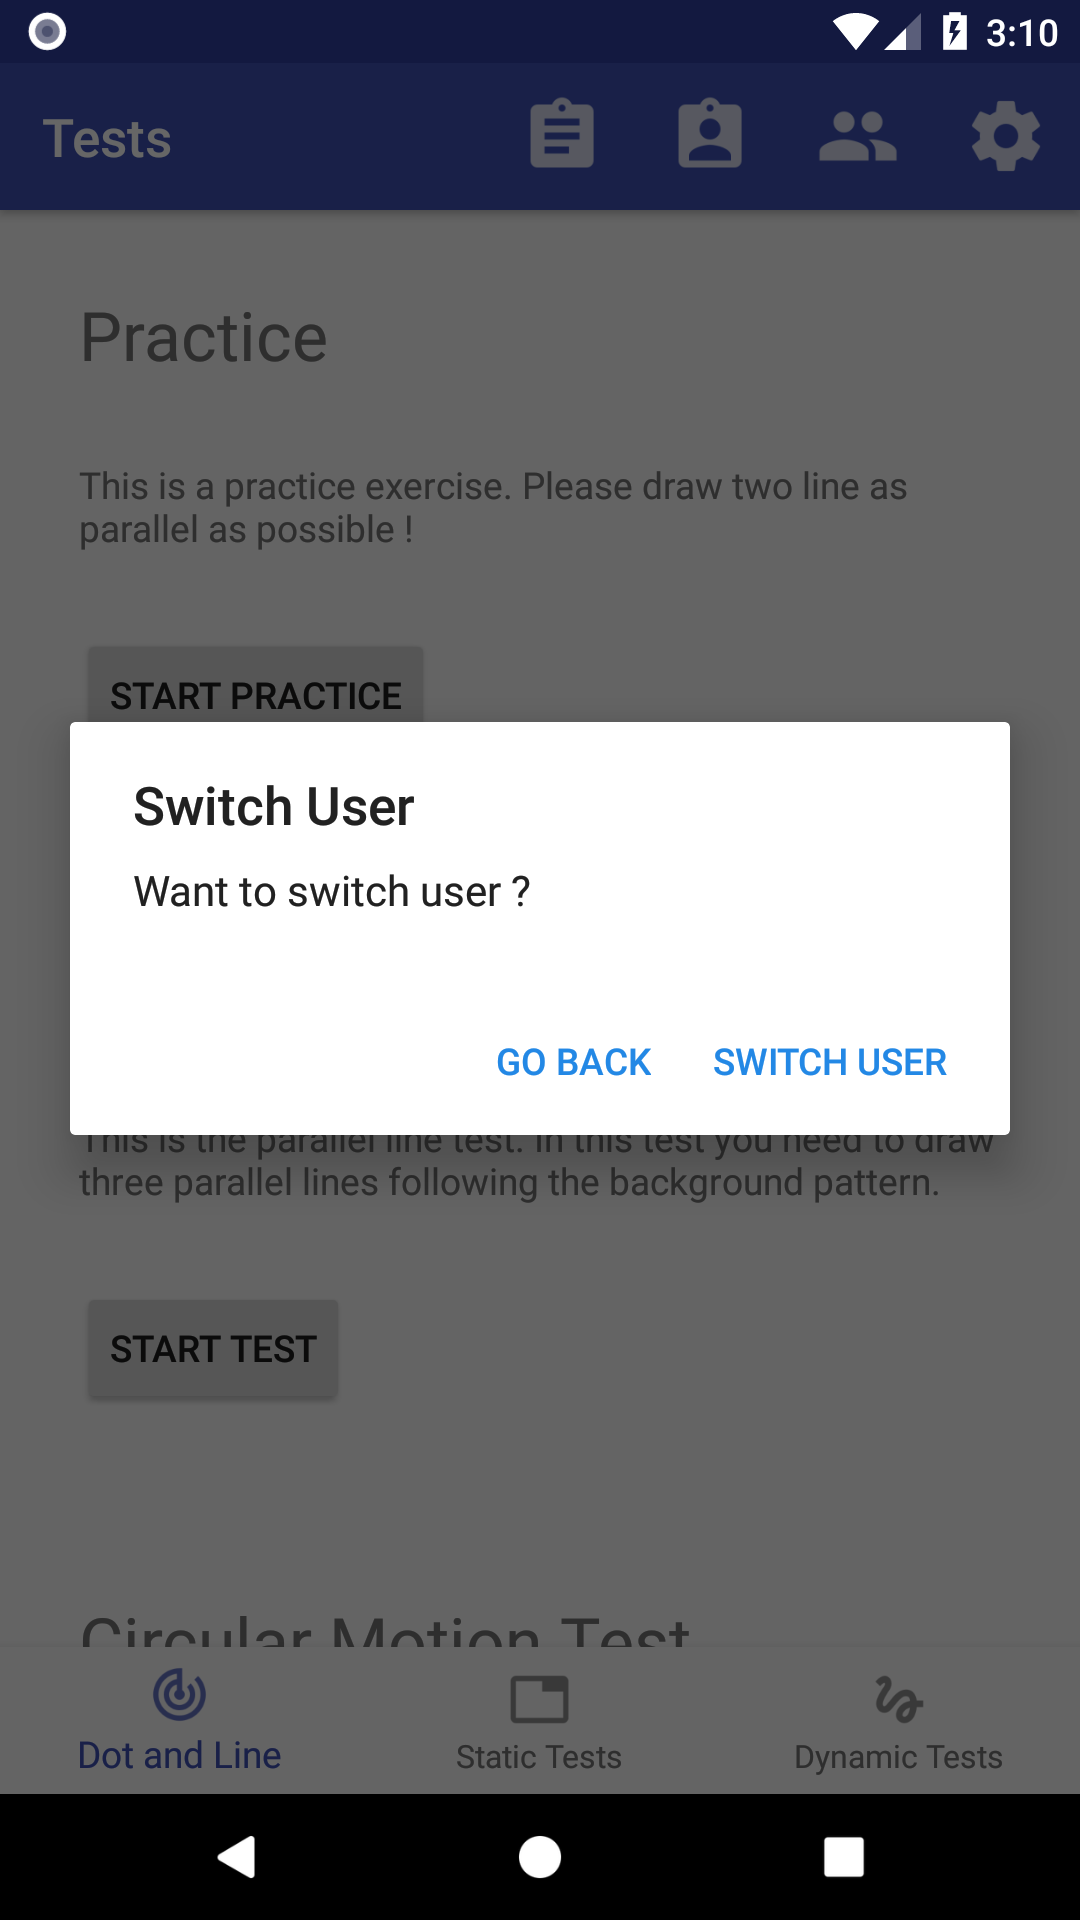 3:10
Tests
Practice
This is a practice exercise. Please draw two line as
parallel as possible !
START PRACTICE
Switch User
Want to switch user ?
GO BACK
SWITCH USER
This is the parallel line test. In this test you need to draw
three parallel lines following the background pattern.
START TEST
Circular Motion Test
Dot and Line
Static Tests
Dynamic Tests